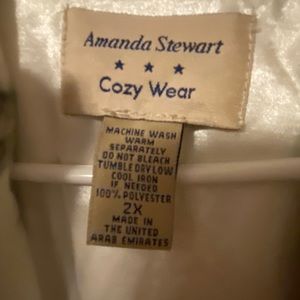 Amanda Stewart
★ ★ ★
Cozy Wear
MACHINE WASH
WARM
SEPARATELY
DO NOT BLEACH
TUMBLE DRY LOW
COOL IRON
IF NEEDED
100% POLYESTER
2X
MADE IN
THE UNITED
ARAB EMIRATES